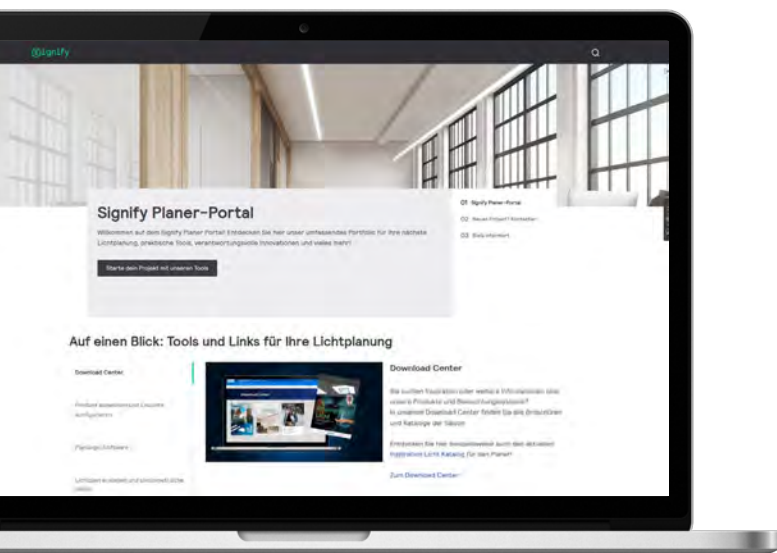 Signify
Signify Planer-Portal
Willkommen auf dem Signify Planer Portal! Entdecken Sie hier unser umfassendes Portfolio für Ihre nächste
Lichtplanung, praktische Tools, verantwortungsvolle Innovationen und vieles mehr!
Starte dein Projekt mit unseren Tools
01 Signify Planer-Portal
02 Neues Projekt? Kontaktier
03 Bleib informiert
Auf einen Blick: Tools und Links für Ihre Lichtplanung
Download Center
Planungs-Software
Download Center
Sie suchen Inspiration oder weitere Informationen über
unsere Produkte und Beleuchtungssysteme?
In unserem Download Center finden Sie alle Broschüren
und Kataloge der Saison
Entdecken Sie hier beispielsweise auch den aktuellen
Inspiration Licht Katalog für den Planer!
Zum Download Center